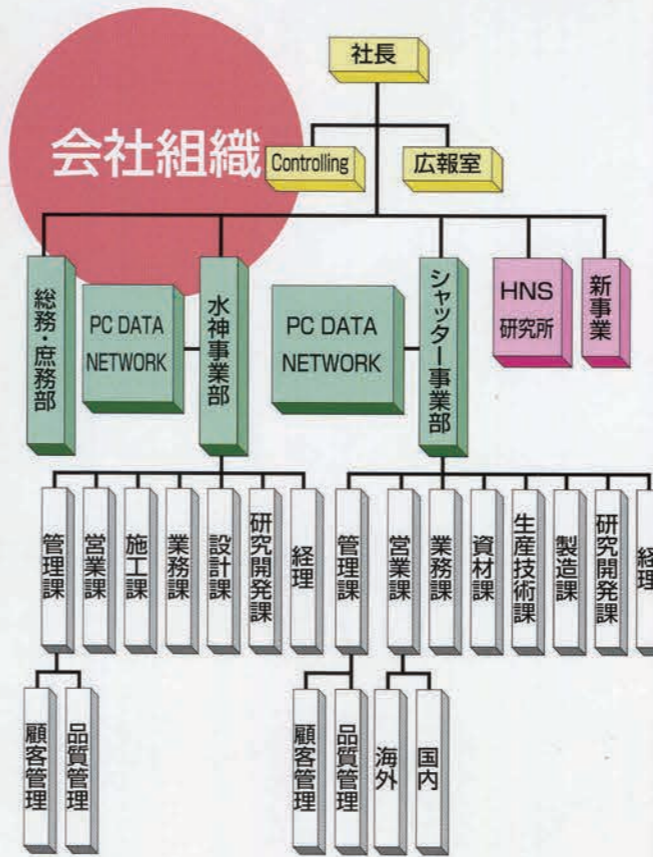 社長
会社組織
Controlling
広報室
総務・庶務部
PC DATA
NETWORK
水神事業部
PC DATA
NETWORK
シャッター事業部
HNS
研究所
新事業
管理課
営業課
施工課
業務課
設計課
研究開発課
経理
管理課
営業課
業務課
資材課
生産技術課
製造課
研究開発課
経理
顧客管理
品質管理
顧客管理
品質管理
海外
国内